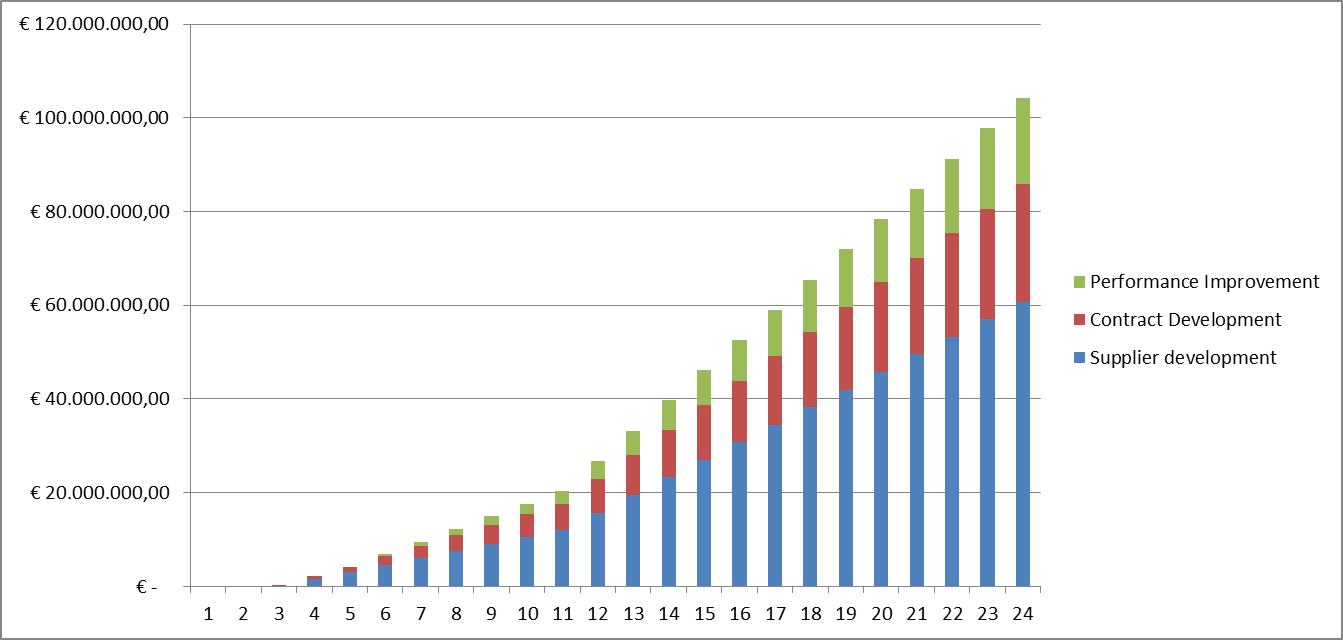 € 120.000.000,00
€ 100.000.000,00
€ 80.000.000,00
€ 60.000.000,00
€ 40.000.000,00
€ 20.000.000,00
€ -
1 2 3 4 5 6 7 8 9 10 11 12 13 14 15 16 17 18 19 20 21 22 23 24
Performance Improvement
Contract Development
Supplier development